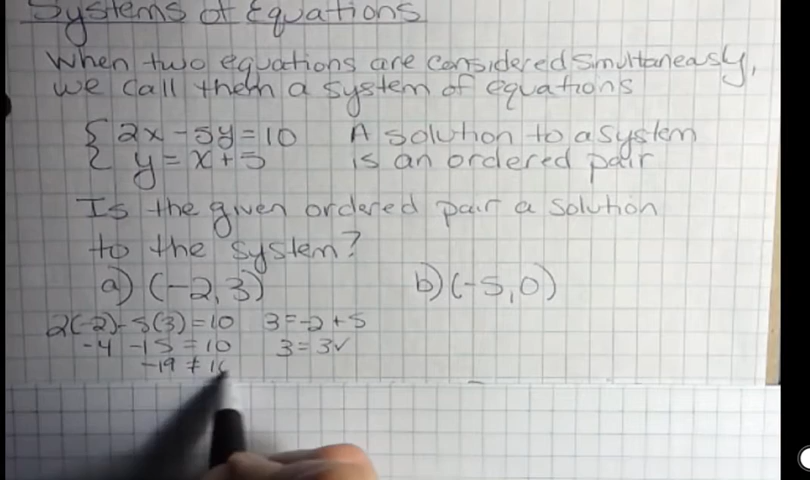 Systems of Equations
When two equations are considered Smultaneasy,
we call them a system of equations
{ 2x - 5y = 10 A solution to a system
y = x + 5 is an ordered pair
Is the given ordered pair a solution
to the system?
a) (-2, 3) b) (-5, 0)
2(-2) - 5(3) = 10 3 = -2 + 5
-4 - 15 = 10 3 = 3 ✓
-19 ≠